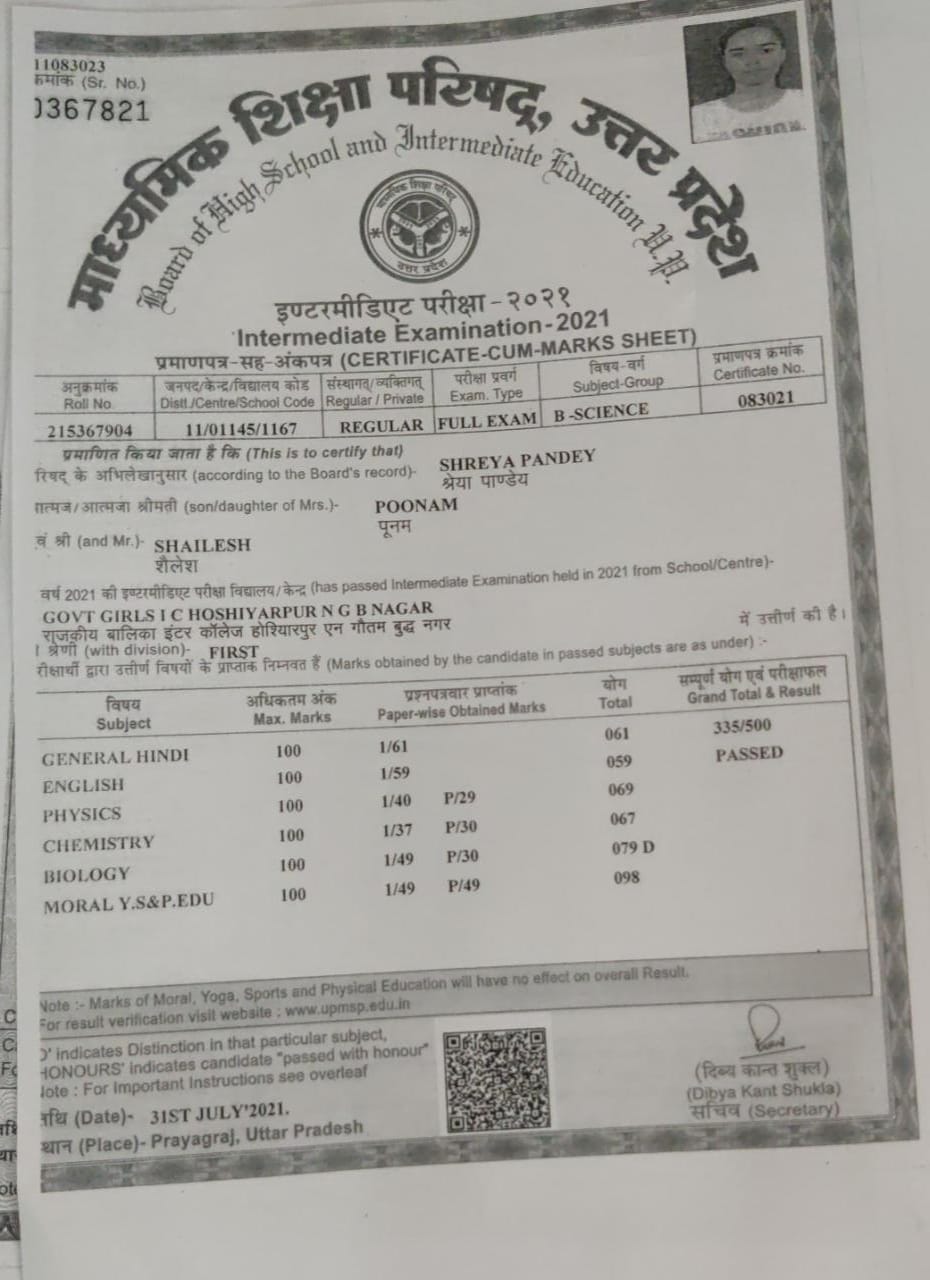 11083023
क्रमांक (Sr. No.)
0367821
माध्यमिक शिक्षा परिषद्, उत्तर प्रदेश
Board of High School and Intermediate Education U.P.
माध्यमिक शिक्षा परिषद
उत्तर प्रदेश
इण्टरमीडिएट परीक्षा - २०२१
Intermediate Examination-2021
प्रमाणपत्र-सह-अंकपत्र (CERTIFICATE-CUM-MARKS SHEET)
अनुक्रमांक जनपद/केन्द्र/विद्यालय कोड संस्थागत्/व्यक्तिगत् परीक्षा प्रवर्ग विषय-वर्ग प्रमाणपत्र क्रमांक
Roll No. Distt./Centre/School Code Regular / Private Exam. Type Subject-Group Certificate No.
215367904 11/01145/1167 REGULAR FULL EXAM B -SCIENCE 083021
प्रमाणित किया जाता है कि (This is to certify that)
रिषद के अभिलेखानुसार (according to the Board's record)- SHREYA PANDEY
श्रेया पाण्डेय
ात्मज/आत्मजा श्रीमती (son/daughter of Mrs.)- POONAM
पूनम
वं श्री (and Mr.)- SHAILESH
शैलेश
वर्ष 2021 की इण्टरमीडिएट परीक्षा विद्यालय/केन्द्र (has passed Intermediate Examination held in 2021 from School/Centre)-
GOVT GIRLS I C HOSHIYARPUR N G B NAGAR
राजकीय बालिका इंटर कॉलेज होशियारपुर एन गौतम बुद्ध नगर में उत्तीर्ण की है।
श्रेणी (with division)- FIRST
रीक्षार्थी द्वारा उत्तीर्ण विषयों के प्राप्तांक निम्नवत हैं (Marks obtained by the candidate in passed subjects are as under) :-
विषय अधिकतम अंक प्रश्नपत्रवार प्राप्तांक योग सम्पूर्ण योग एवं परीक्षाफल
Subject Max. Marks Paper-wise Obtained Marks Total Grand Total & Result
GENERAL HINDI 100 1/61 061 335/500
ENGLISH 100 1/59 059 PASSED
PHYSICS 100 1/40 P/29 069
CHEMISTRY 100 1/37 P/30 067
BIOLOGY 100 1/49 P/30 079 D
MORAL Y.S&P.EDU 100 1/49 P/49 098
Note :- Marks of Moral, Yoga, Sports and Physical Education will have no effect on overall Result.
For result verification visit website : www.upmsp.edu.in
D' indicates Distinction in that particular subject,
HONOURS' indicates candidate "passed with honour"
Note : For Important Instructions see overleaf
तिथि (Date)- 31ST JULY'2021.
स्थान (Place)- Prayagraj, Uttar Pradesh
(दिब्य कान्त शुक्ल)
(Dibya Kant Shukla)
सचिव (Secretary)